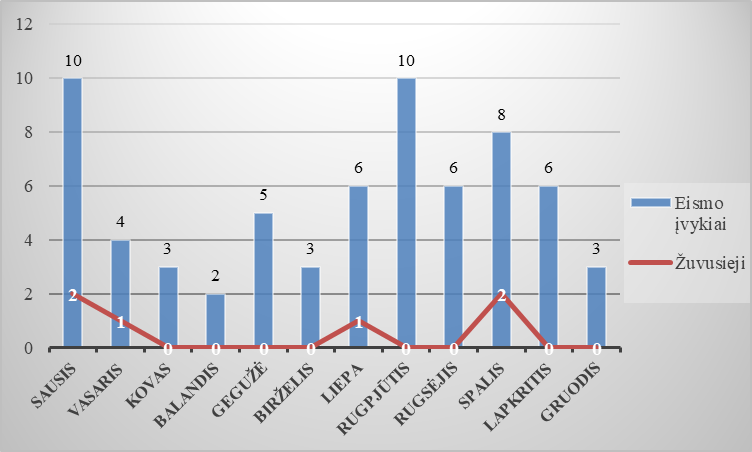 12
10
8
6
4
2
0
10
4
3
2
5
3
6
10
6
8
6
3
2
1
0
0
0
0
1
0
0
2
0
0
SAUSIS
VASARIS
KOVAS
BALANDIS
GEGUŽĖ
BIRŽELIS
LIEPA
RUGPJŪTIS
RUGSĖJIS
SPALIS
LAPKRITIS
GRUODIS
Eismo
įvykiai
Žuvusieji